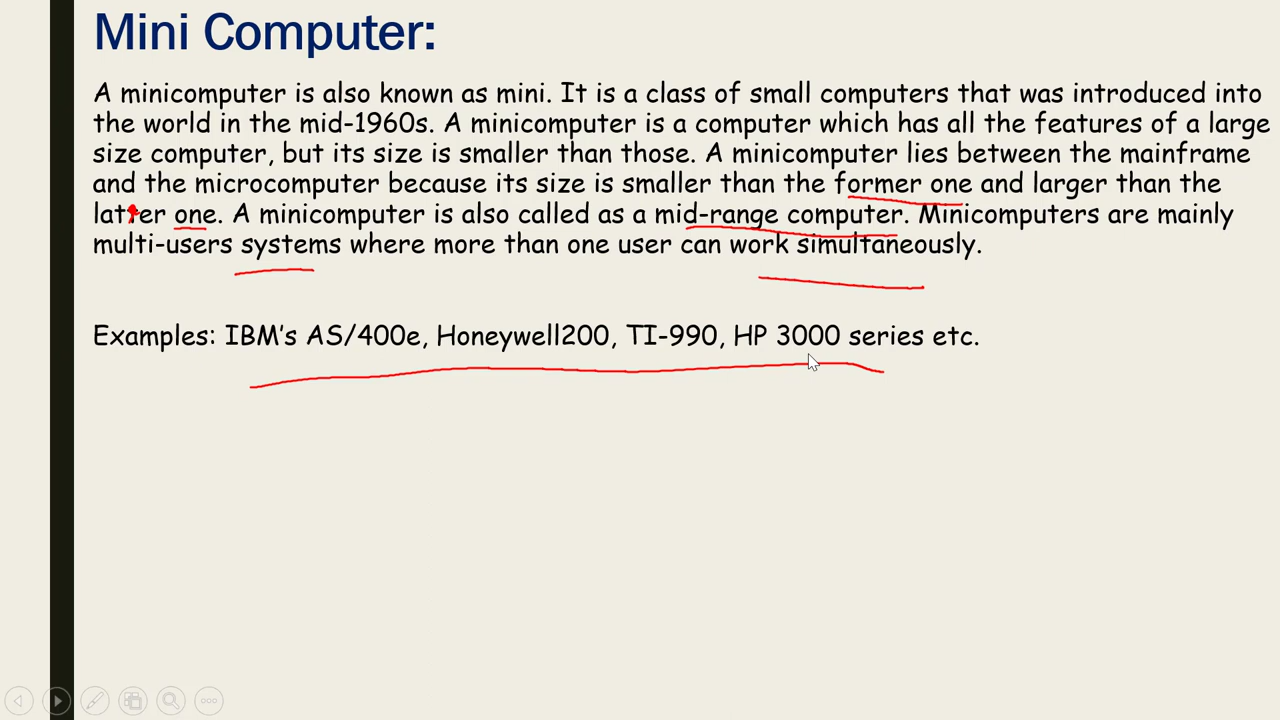 Mini Computer:
A minicomputer is also known as mini. It is a class of small computers that was introduced into
the world in the mid-1960s. A minicomputer is a computer which has all the features of a large
size computer, but its size is smaller than those. A minicomputer lies between the mainframe
and the microcomputer because its size is smaller than the former one and larger than the
latter one. A minicomputer is also called as a mid-range computer. Minicomputers are mainly
multi-users systems where more than one user can work simultaneously.
Examples: IBM's AS/400e, Honeywell200, TI-990, HP 3000 series etc.